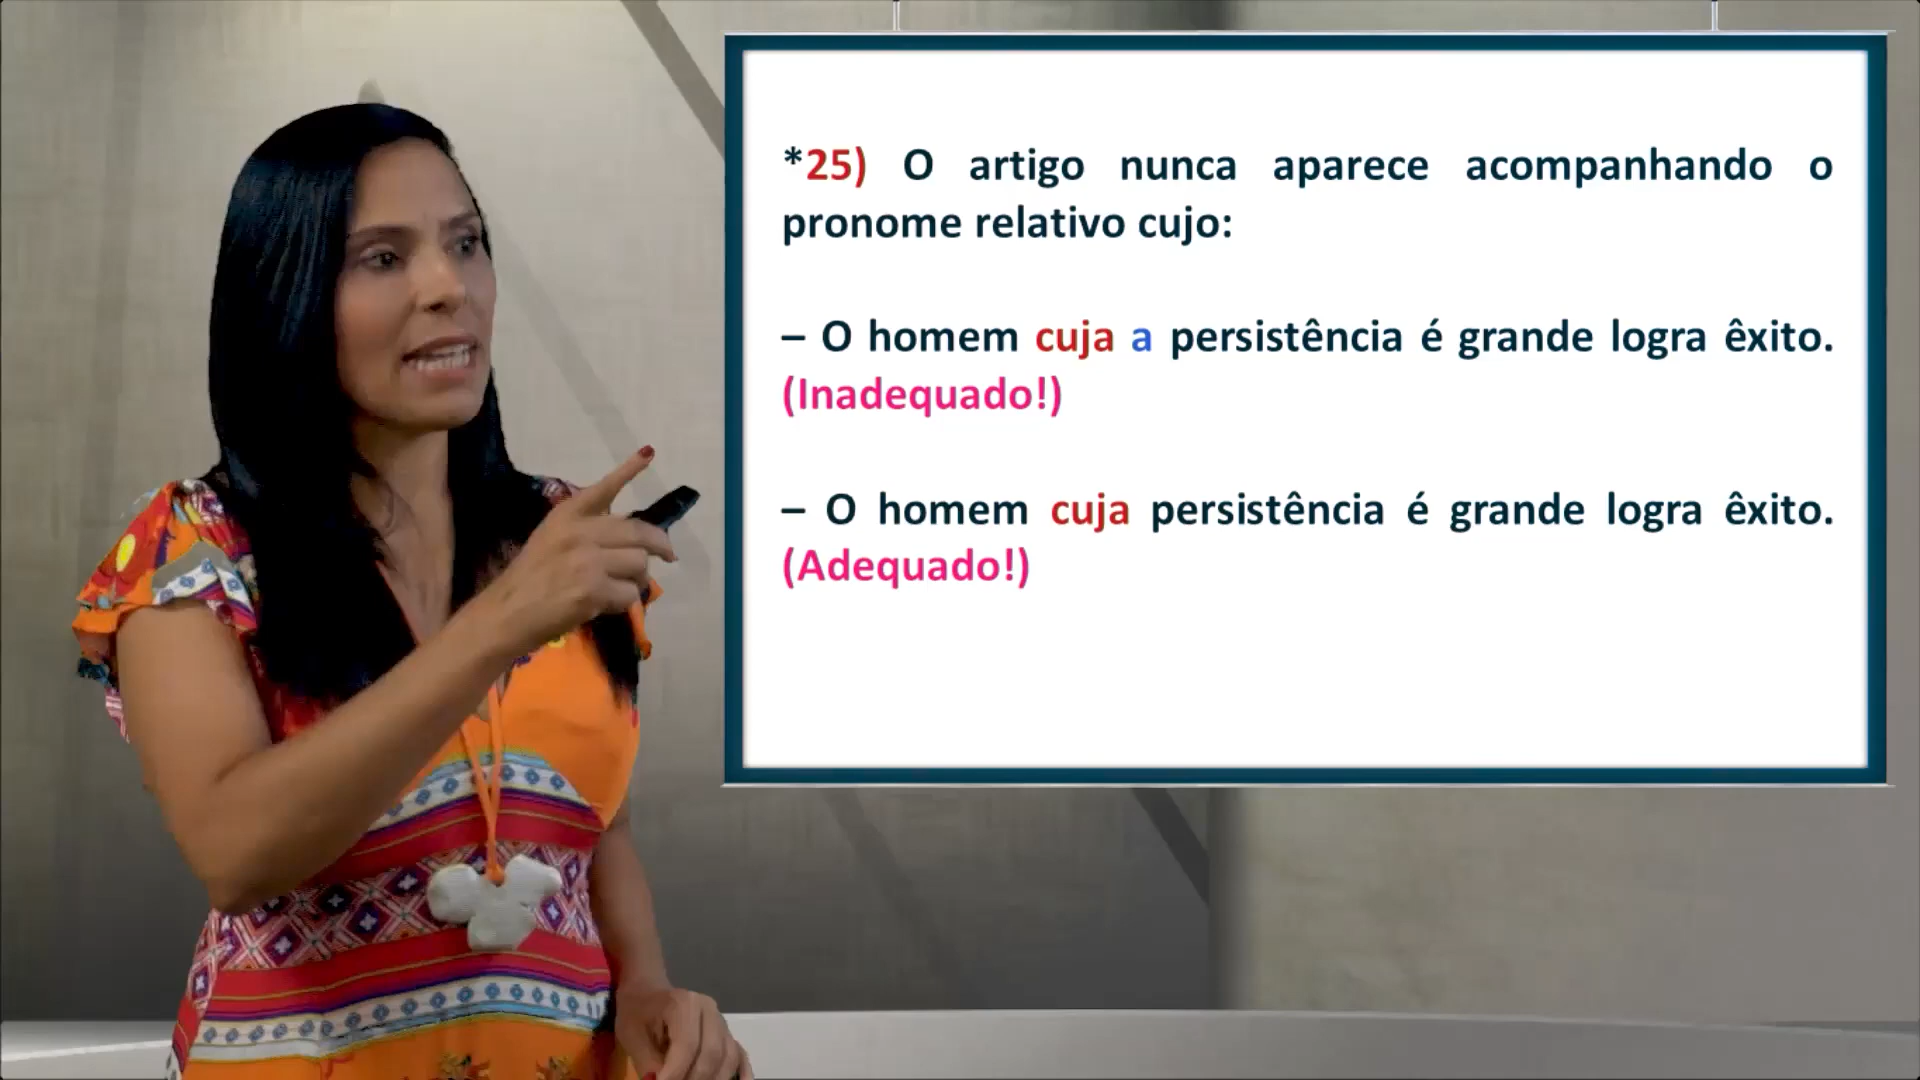 *25) O artigo nunca aparece acompanhando o
pronome relativo cujo:
– O homem cuja a persistência é grande logra êxito.
(Inadequado!)
– O homem cuja persistência é grande logra êxito.
(Adequado!)